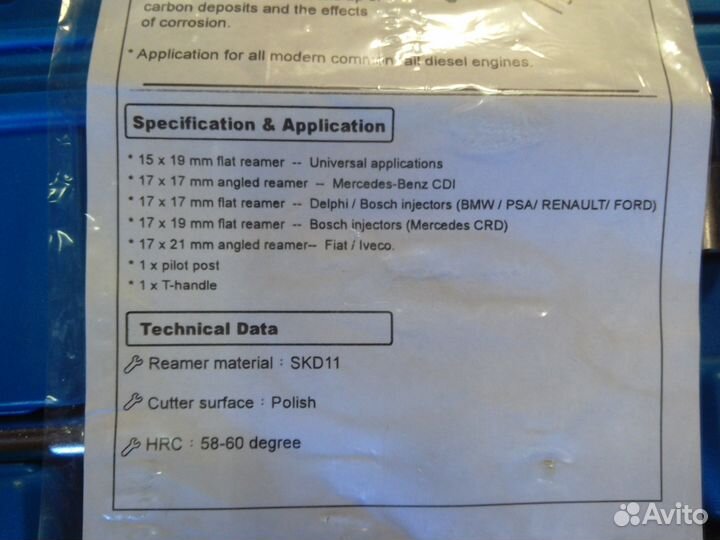 carbon deposits and the effects
of corrosion.
* Application for all modern common rail diesel engines.
Specification & Application
* 15 x 19 mm flat reamer -- Universal applications
* 17 x 17 mm angled reamer -- Mercedes-Benz CDI
* 17 x 17 mm flat reamer -- Delphi / Bosch injectors (BMW / PSA/ RENAULT/ FORD)
* 17 x 19 mm flat reamer -- Bosch injectors (Mercedes CRD)
* 17 x 21 mm angled reamer-- Fiat / Iveco.
* 1 x pilot post
* 1 x T-handle
Technical Data
Reamer material : SKD11
Cutter surface : Polish
HRC : 58-60 degree
Avito